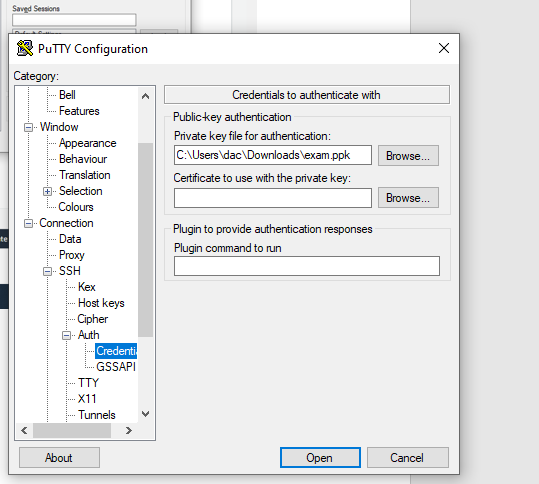 Saved Sessions
Default Settings
PuTTY Configuration
Category:
Bell
Features
Window
Appearance
Behaviour
Translation
Selection
Colours
Connection
Data
Proxy
SSH
Kex
Host keys
Cipher
Auth
Credentia
GSSAPI
TTY
X11
Tunnels
Credentials to authenticate with
Public-key authentication
Private key file for authentication:
C:\Users\dac\Downloads\exam.ppk
Browse...
Certificate to use with the private key:
Browse...
Plugin to provide authentication responses
Plugin command to run
About
Open
Cancel